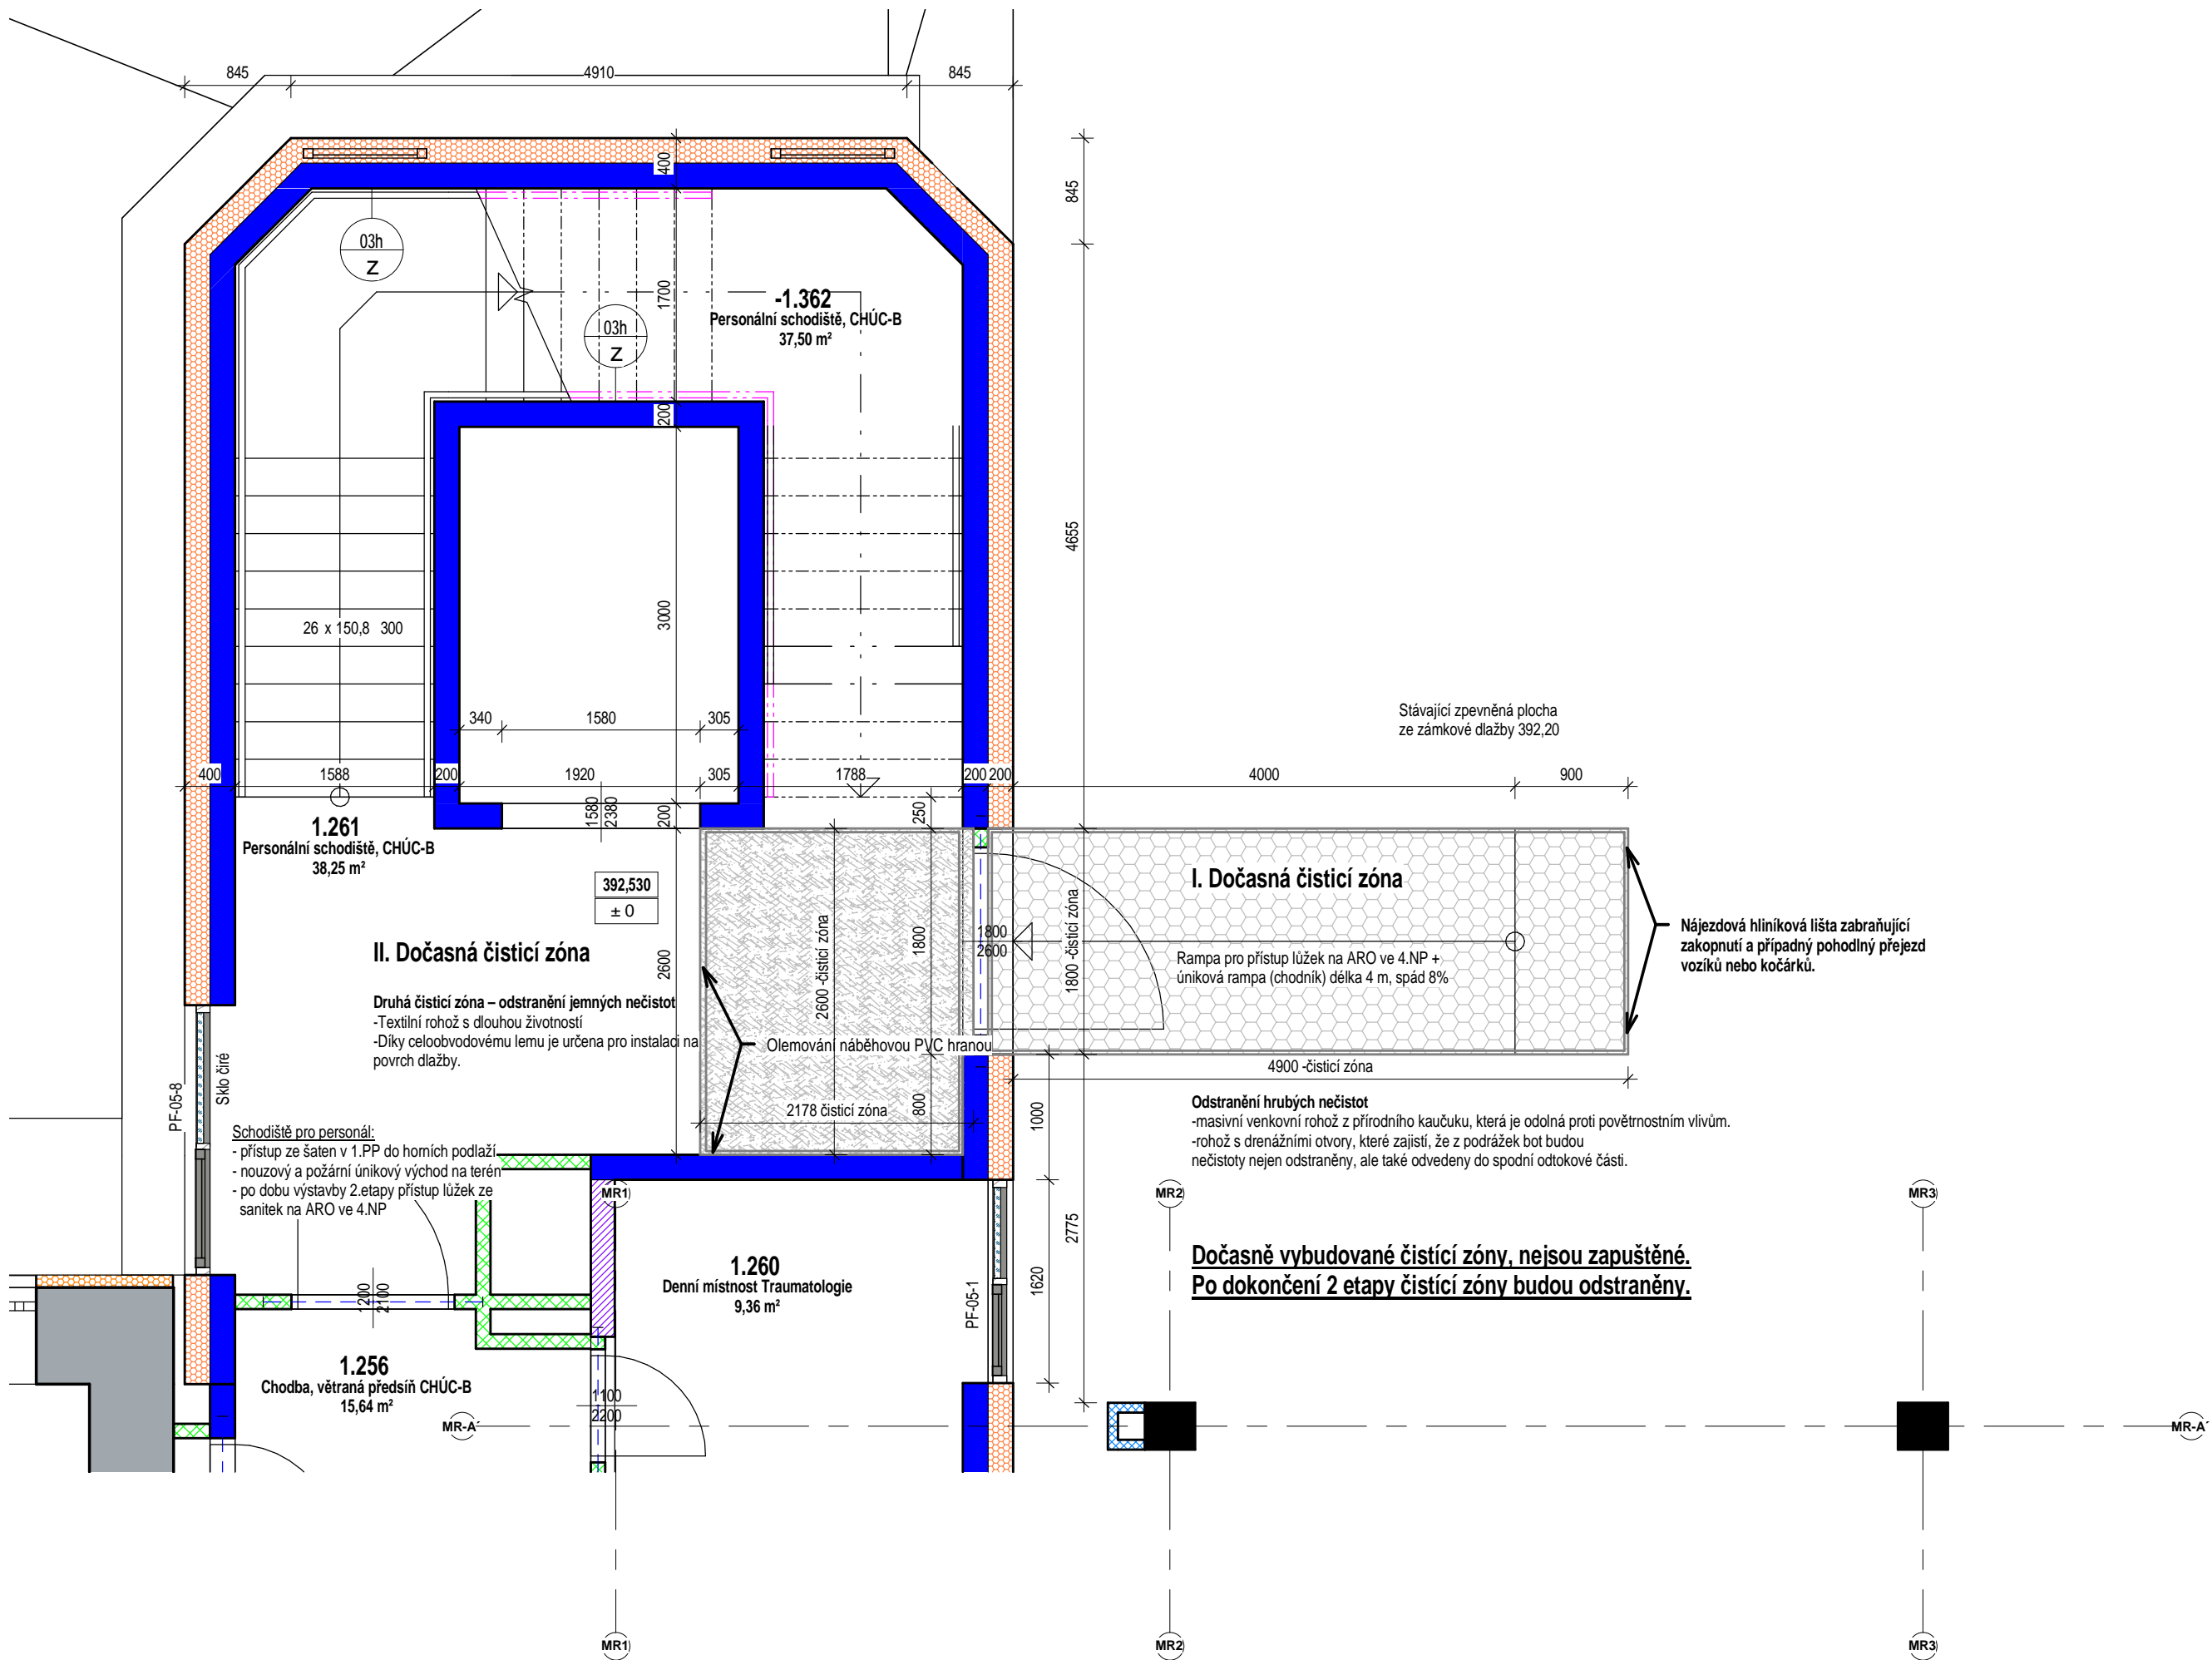 845
4910
845
400
845
03h
Z
1700
-1.362
Personální schodiště, CHÚC-B
37,50 m²
03h
Z
200
4655
3000
26 x 150,8 300
340
1580
305
Stávající zpevněná plocha
ze zámkové dlažby 392,20
400
1588
200
1920
305
1788
200
200
4000
900
1580
2380
200
250
1.261
Personální schodiště, CHÚC-B
38,25 m²
392,530
± 0
I. Dočasná čisticí zóna
II. Dočasná čisticí zóna
2600
2600 -čisticí zóna
1800
1800
2600
1800 -čisticí zóna
Rampa pro přístup lůžek na ARO ve 4.NP +
úniková rampa (chodník) délka 4 m, spád 8%
Nájezdová hliníková lišta zabraňující
zakopnutí a případný pohodlný přejezd
vozíků nebo kočárků.
Druhá čisticí zóna – odstranění jemných nečistot
-Textilní rohož s dlouhou životností
-Díky celoobvodovému lemu je určena pro instalaci na
povrch dlažby.
Olemování náběhovou PVC hranou
4900 -čisticí zóna
PF-05-8
Sklo čiré
2178 čisticí zóna
800
1000
Odstranění hrubých nečistot
-masivní venkovní rohož z přírodního kaučuku, která je odolná proti povětrnostním vlivům.
-rohož s drenážními otvory, které zajistí, že z podrážek bot budou
nečistoty nejen odstraněny, ale také odvedeny do spodní odtokové části.
Schodiště pro personál:
- přístup ze šaten v 1.PP do horních podlaží
- nouzový a požární únikový východ na terén
- po dobu výstavby 2.etapy přístup lůžek ze
sanitek na ARO ve 4.NP
MR1
MR2
MR3
2775
1620
PF-05-1
Dočasně vybudované čistící zóny, nejsou zapuštěné.
Po dokončení 2 etapy čistící zóny budou odstraněny.
1.260
Denní místnost Traumatologie
9,36 m²
1200
2100
1.256
Chodba, větraná předsíň CHÚC-B
15,64 m²
1100
2200
MR-A´
MR-A´
MR1
MR2
MR3